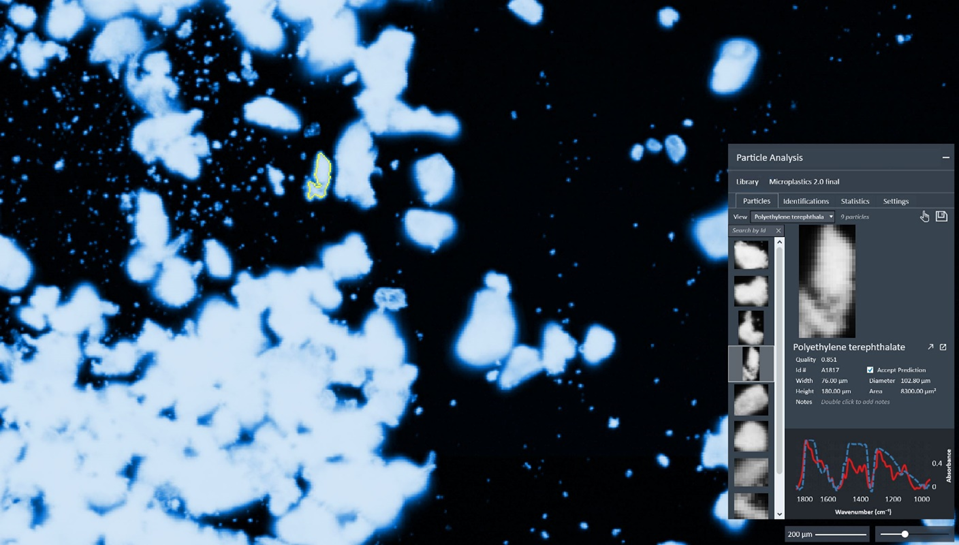 Particle Analysis
Library Microplastics 2.0 final
Particles Identifications Statistics Settings
View Polyethylene terephthala 9 particles
Search by Id
Polyethylene terephthalate
Quality 0.851
Id # A1817 Accept Prediction
Width 76.00 µm Diameter 102.80 µm
Height 180.00 µm Area 8300.00 µm²
Notes Double click to add notes
0.4
0
Absorbance
1800 1600 1400 1200 1000
Wavenumber (cm⁻¹)
200 µm